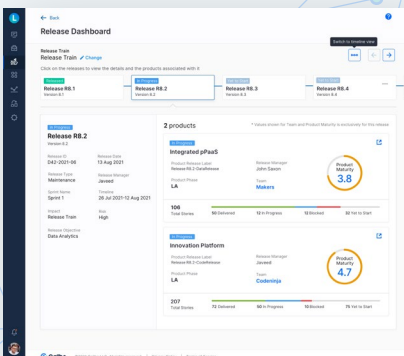 Back
Release Dashboard
Switch to timeline view
Release Train
Release Train Change
Click on the releases to view the details and the products associated with it
Released
Release R8.1
Version 8.1
In Progress
Release R8.2
Version 8.2
Release R8.3
Version 8.3
Release R8.4
Version 8.4
In Progress
Release R8.2
Version 8.2
Release ID
D42-2021-06
Release Date
13 Aug 2021
Release Type
Maintenance
Release Manager
Javeed
Sprint Name
Sprint 1
Timeline
26 Jul 2021-12 Aug 2021
Impact
Release Train
Risk
High
Release Objective
Data Analytics
2 products
* Values shown for Team and Product Maturity is exclusively for this release
In Progress
Integrated pPaaS
Product Release Label
Release-R8.2-GalaRelease
Release Manager
John Saxon
Product Phase
LA
Team
Makers
Product
Maturity
3.8
106
Total Stories
50 Delivered
13 In Progress
12 Blocked
32 Yet to Start
In Progress
Innovation Platform
Product Release Label
Release Manager
Javeed
Product Phase
LA
Team
Codeninja
Product
Maturity
4.7
207
Total Stories
72 Delivered
50 In Progress
10 Blocked
75 Yet to Start